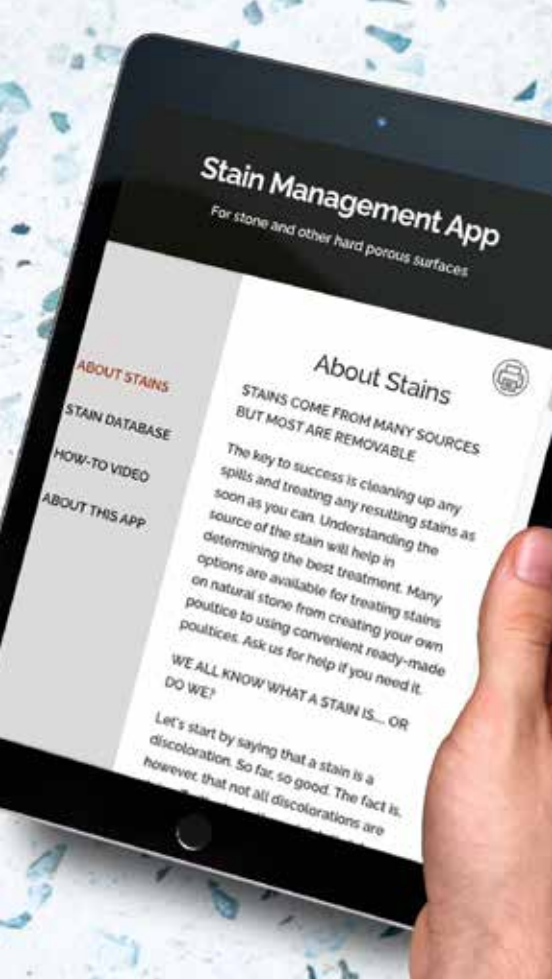 Stain Management App
For stone and other hard porous surfaces
ABOUT STAINS
STAIN DATABASE
HOW-TO VIDEO
ABOUT THIS APP
About Stains
STAINS COME FROM MANY SOURCES
BUT MOST ARE REMOVABLE
The key to success is cleaning up any
spills and treating any resulting stains as
soon as you can. Understanding the
source of the stain will help in
determining the best treatment. Many
options are available for treating stains
on natural stone from creating your own
poultice to using convenient ready-made
poultices. Ask us for help if you need it.
WE ALL KNOW WHAT A STAIN IS.... OR
DO WE?
Let's start by saying that a stain is a
discoloration. So far, so good. The fact is,
however, that not all discolorations are